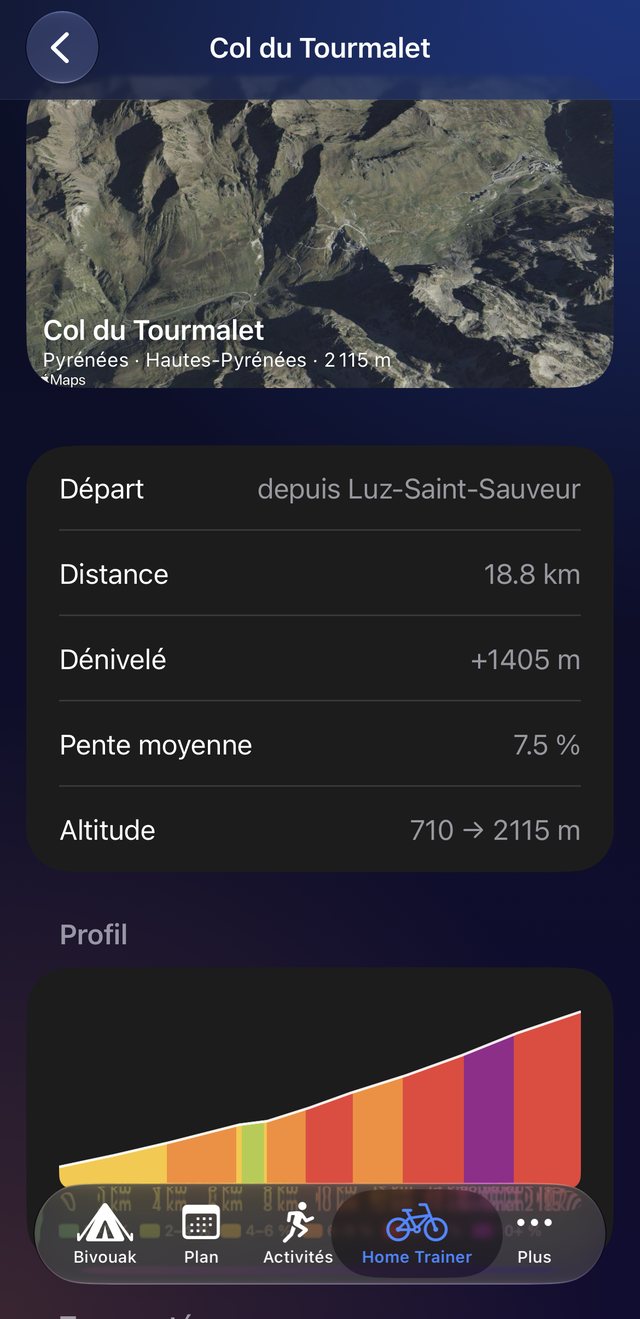 Col du Tourmalet
Col du Tourmalet
Pyrénées · Hautes-Pyrénées · 2 115 m
Maps
Départ
depuis Luz-Saint-Sauveur
Distance
18.8 km
Dénivelé
+1405 m
Pente moyenne
7.5 %
Altitude
710 → 2115 m
Profil
Bivouak
Plan
Activités
Home Trainer
Plus